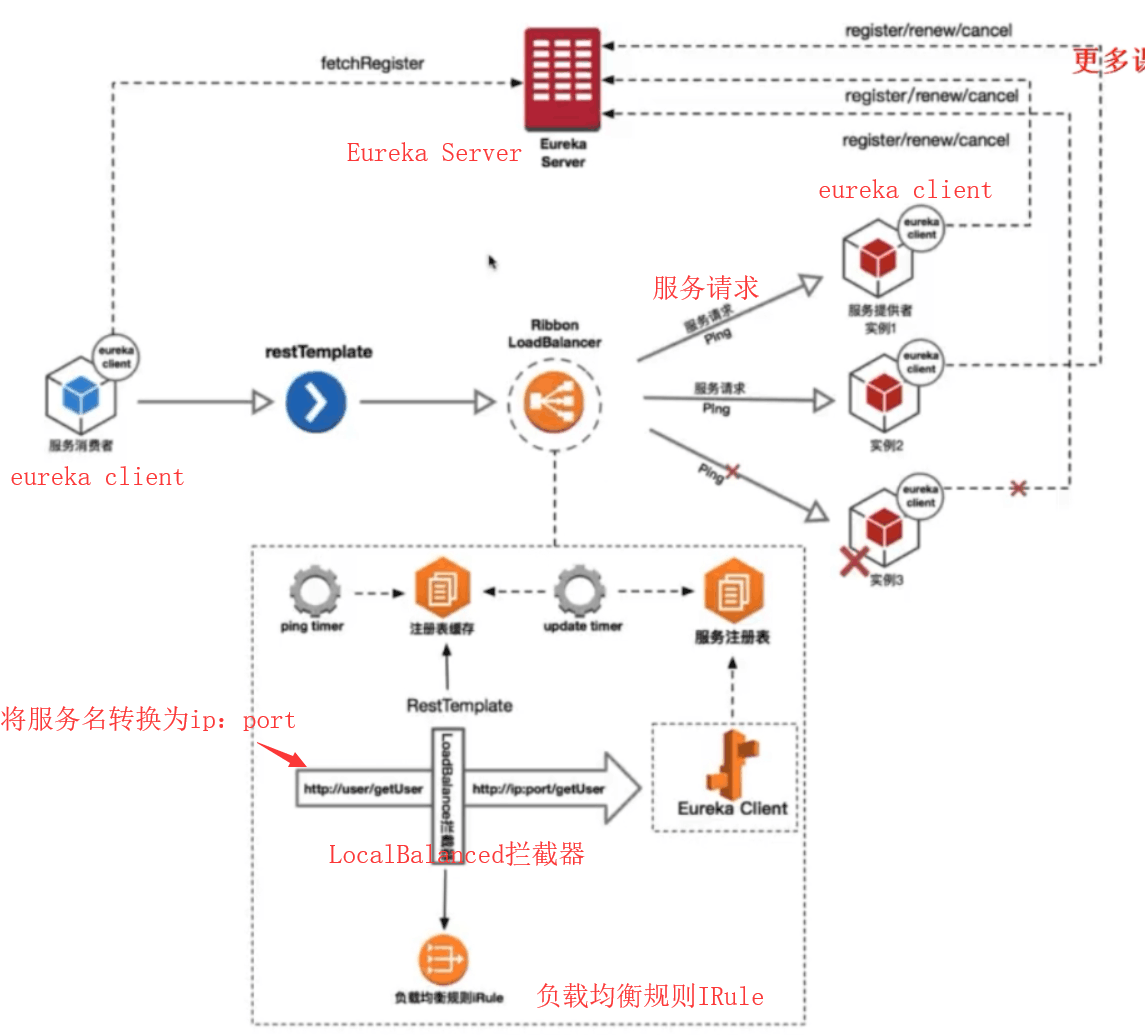 register/renew/cancel
更多
fetchRegister
register/renew/cancel
register/renew/cancel
Eureka Server
Eureka
Server
eureka client
eureka
client
服务请求
服务请求
Ping
服务提供者
实例1
Ribbon
LoadBalancer
restTemplate
eureka
client
eureka
client
服务请求
Ping
服务消费者
实例2
eureka client
Ping
eureka
client
实例3
ping timer
注册表缓存
update timer
服务注册表
RestTemplate
将服务名转换为ip：port
http://user/getUser
LoadBalance拦截器
http://ip:port/getUser
Eureka Client
LocalBalanced拦截器
负载均衡规则iRule
负载均衡规则IRule